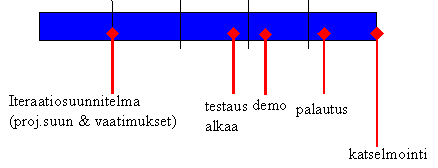 Iteraatiosuunnitelma
(proj.suun & vaatimukset)
testaus
alkaa
demo
palautus
katselmointi